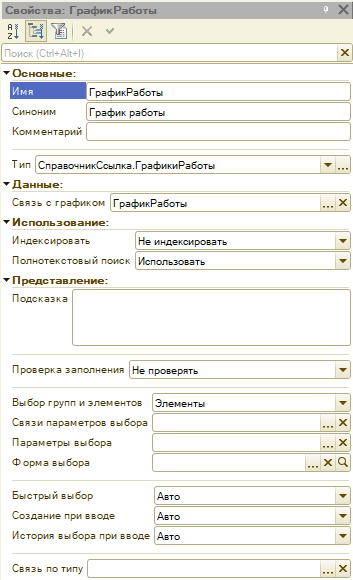 Свойства: ГрафикРаботы
Поиск (Ctrl+Alt+I)
Основные:
Имя ГрафикРаботы
Синоним График работы
Комментарий
Тип СправочникСсылка.ГрафикиРаботы
Данные:
Связь с графиком ГрафикРаботы
Использование:
Индексировать Не индексировать
Полнотекстовый поиск Использовать
Представление:
Подсказка
Проверка заполнения Не проверять
Выбор групп и элементов Элементы
Связи параметров выбора
Параметры выбора
Форма выбора
Быстрый выбор Авто
Создание при вводе Авто
История выбора при вводе Авто
Связь по типу